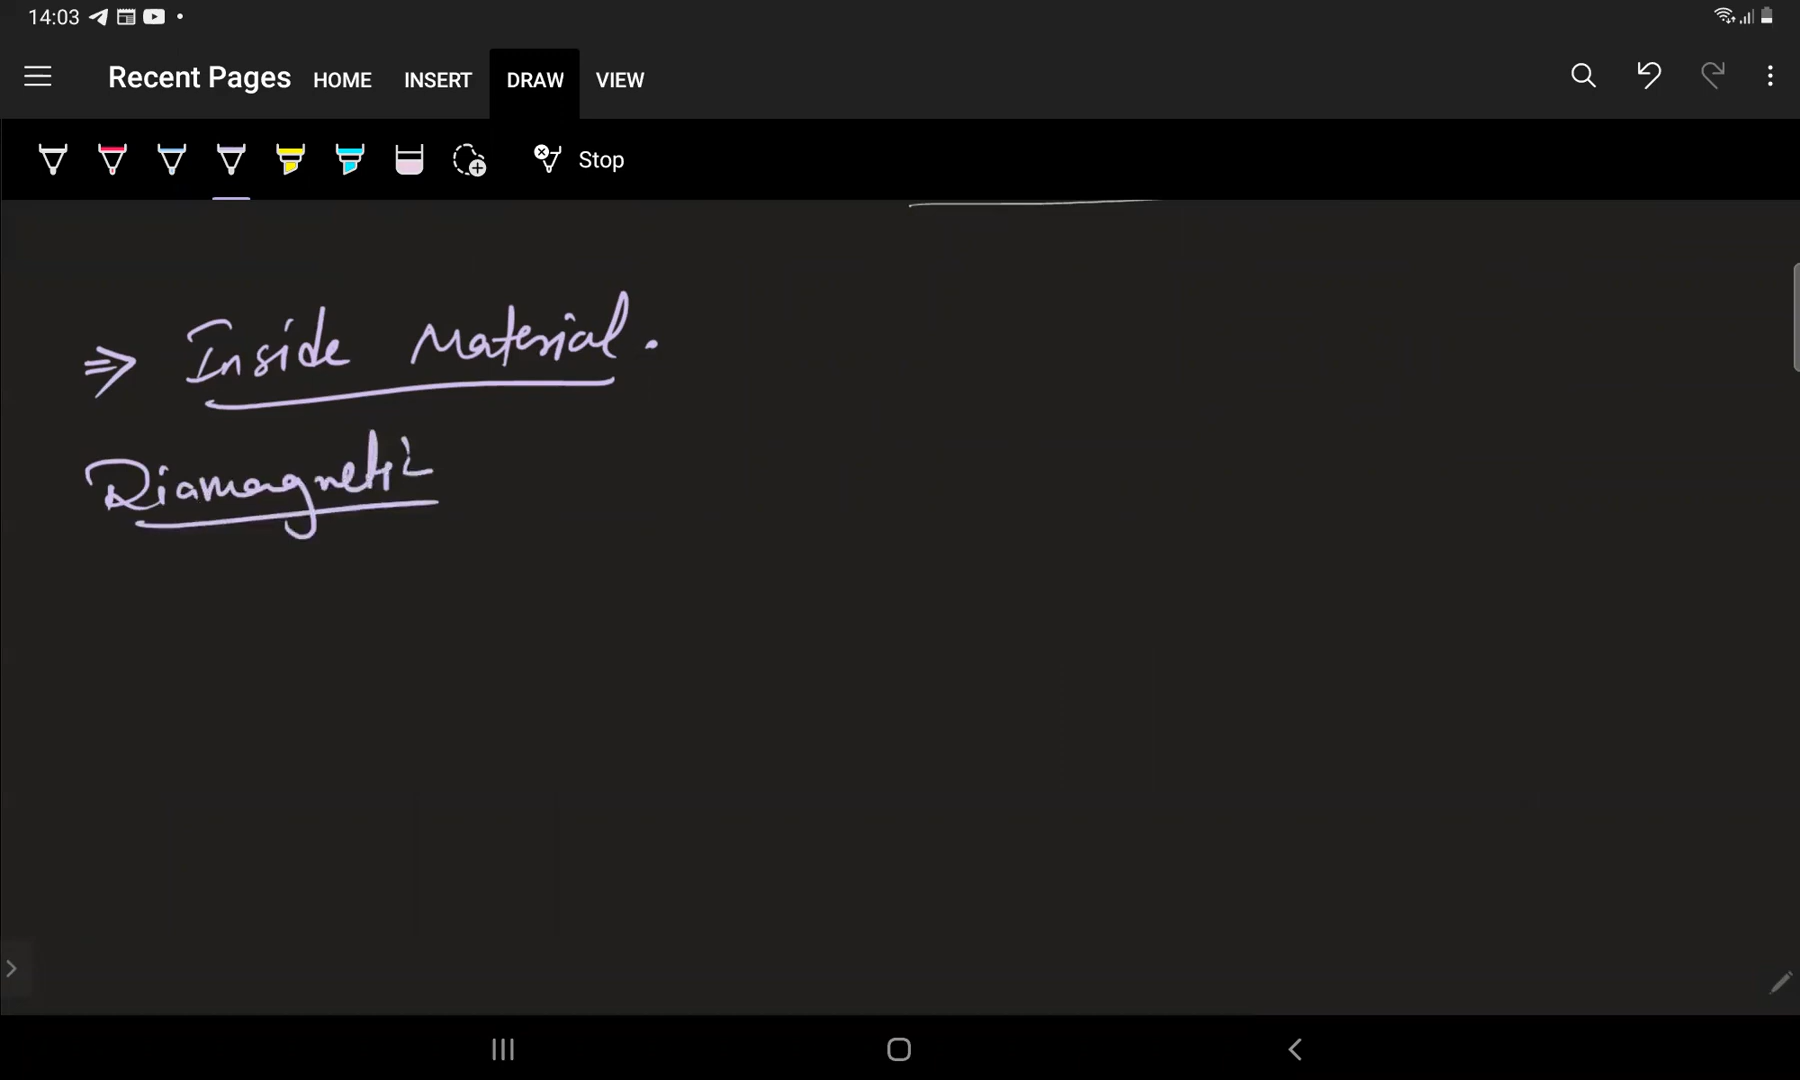 14:03
Recent Pages HOME INSERT DRAW VIEW
Stop
⇒ Inside Material.
Diamagnetic